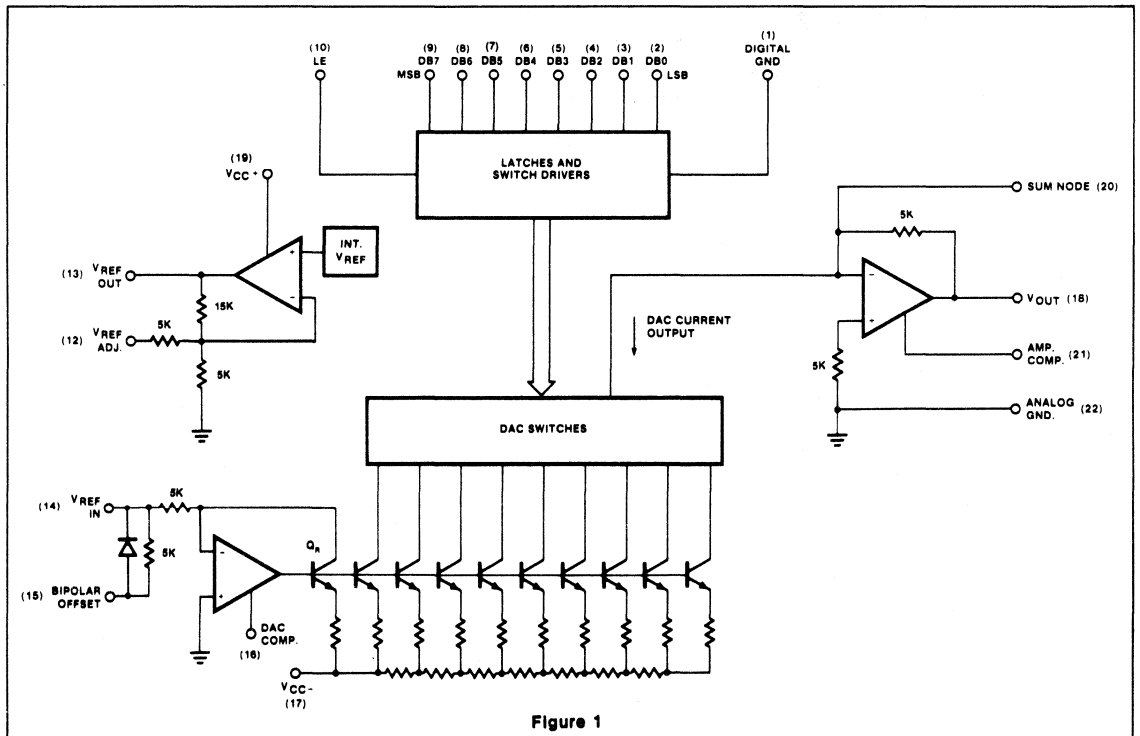 (10)
LE
(9)
DB7
(8)
DB6
(7)
DB5
(6)
DB4
(5)
DB3
(4)
DB2
(3)
DB1
(2)
DB0
(1)
DIGITAL
GND
MSB
LSB
LATCHES AND
SWITCH DRIVERS
(19)
VCC+
INT.
VREF
(13) VREF
OUT
15K
(12) VREF
ADJ.
5K
5K
SUM NODE (20)
5K
VOUT (18)
AMP.
COMP. (21)
5K
ANALOG
GND. (22)
DAC CURRENT
OUTPUT
DAC SWITCHES
(14) VREF
IN
5K
5K
QR
(15) BIPOLAR
OFFSET
DAC
COMP.
(16)
VCC-
(17)
Figure 1